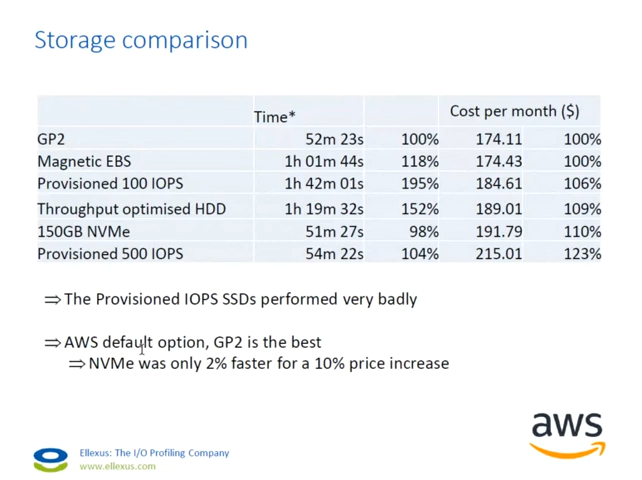 Storage comparison
Time* Cost per month ($)
GP2 52m 23s 100% 174.11 100%
Magnetic EBS 1h 01m 44s 118% 174.43 100%
Provisioned 100 IOPS 1h 42m 01s 195% 184.61 106%
Throughput optimised HDD 1h 19m 32s 152% 189.01 109%
150GB NVMe 51m 27s 98% 191.79 110%
Provisioned 500 IOPS 54m 22s 104% 215.01 123%
⇒ The Provisioned IOPS SSDs performed very badly
⇒ AWS default option, GP2 is the best
⇒ NVMe was only 2% faster for a 10% price increase
aws
Ellexus: The I/O Profiling Company
www.ellexus.com